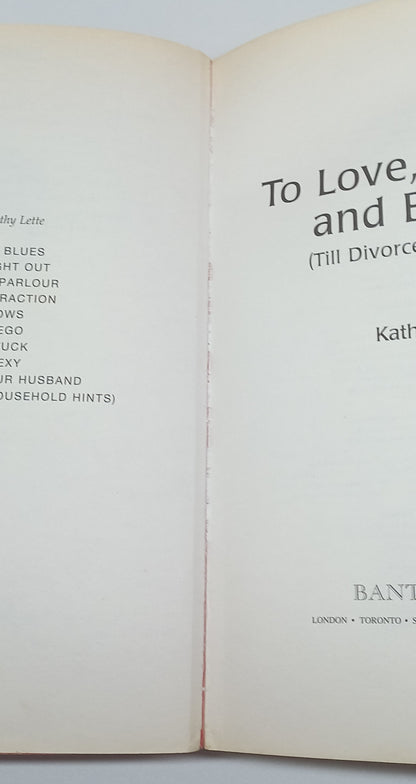 thy Lette
BLUES
GHT OUT
PARLOUR
RACTION
OWS
EGO
UCK
EXY
UR HUSBAND
OUSEHOLD HINTS)
To Love,
and E
(Till Divorce
Kath
BANT
LONDON • TORONTO • S